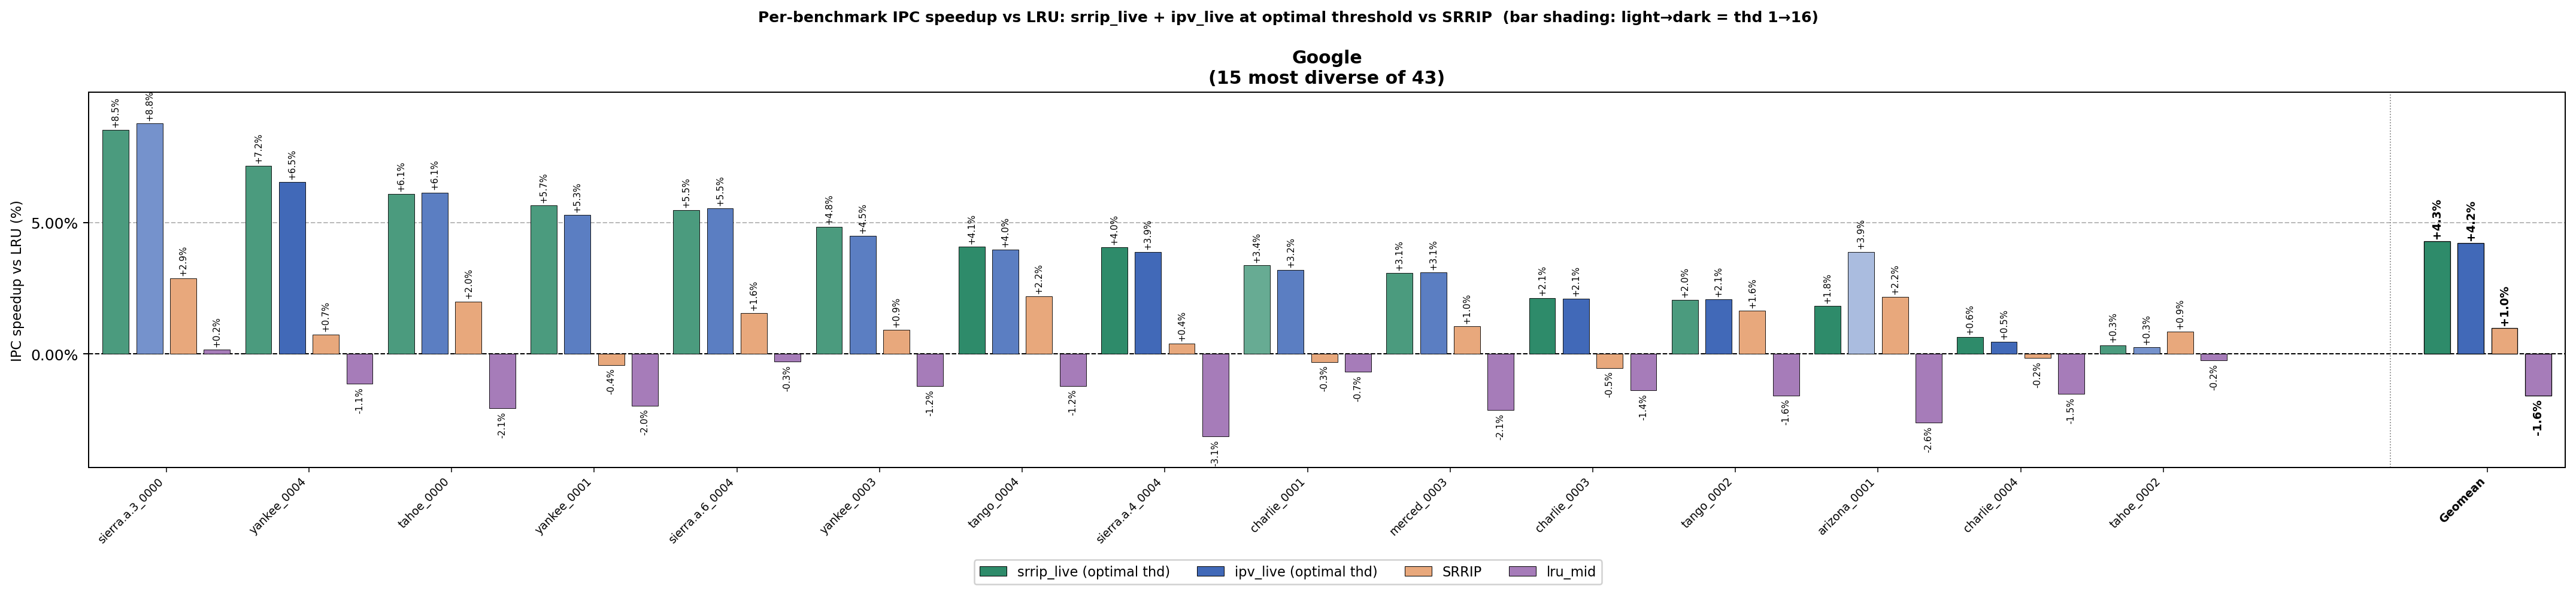 Per-benchmark IPC speedup vs LRU: srrip_live + ipv_live at optimal threshold vs SRRIP  (bar shading: light→dark = thd 1→16)
Google
(15 most diverse of 43)
IPC speedup vs LRU (%)
5.00%
0.00%
+8.5%
+8.8%
+2.9%
+0.2%
+7.2%
+6.5%
+0.7%
-1.1%
+6.1%
+6.1%
+2.0%
-2.1%
+5.7%
+5.3%
-0.4%
-2.0%
+5.5%
+5.5%
+1.6%
-0.3%
+4.8%
+4.5%
+0.9%
-1.2%
+4.1%
+4.0%
+2.2%
-1.2%
+4.0%
+3.9%
+0.4%
-3.1%
+3.4%
+3.2%
-0.3%
-0.7%
+3.1%
+3.1%
+1.0%
-2.1%
+2.1%
+2.1%
-0.5%
-1.4%
+2.0%
+2.1%
+1.6%
-1.6%
+1.8%
+3.9%
+2.2%
-2.6%
+0.6%
+0.5%
-0.2%
-1.5%
+0.3%
+0.3%
+0.9%
-0.2%
+4.3%
+4.2%
+1.0%
-1.6%
sierra.a.3_0000
yankee_0004
tahoe_0000
yankee_0001
sierra.a.6_0004
yankee_0003
tango_0004
sierra.a.4_0004
charlie_0001
merced_0003
charlie_0003
tango_0002
arizona_0001
charlie_0004
tahoe_0002
Geomean
srrip_live (optimal thd)
ipv_live (optimal thd)
SRRIP
lru_mid